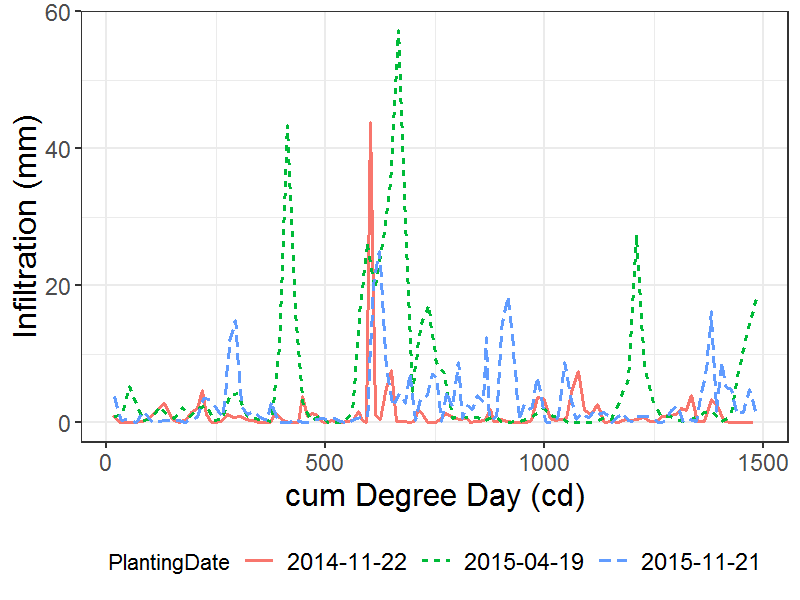 60
40
20
0
Infiltration (mm)
0 500 1000 1500
cum Degree Day (cd)
PlantingDate 2014-11-22 2015-04-19 2015-11-21